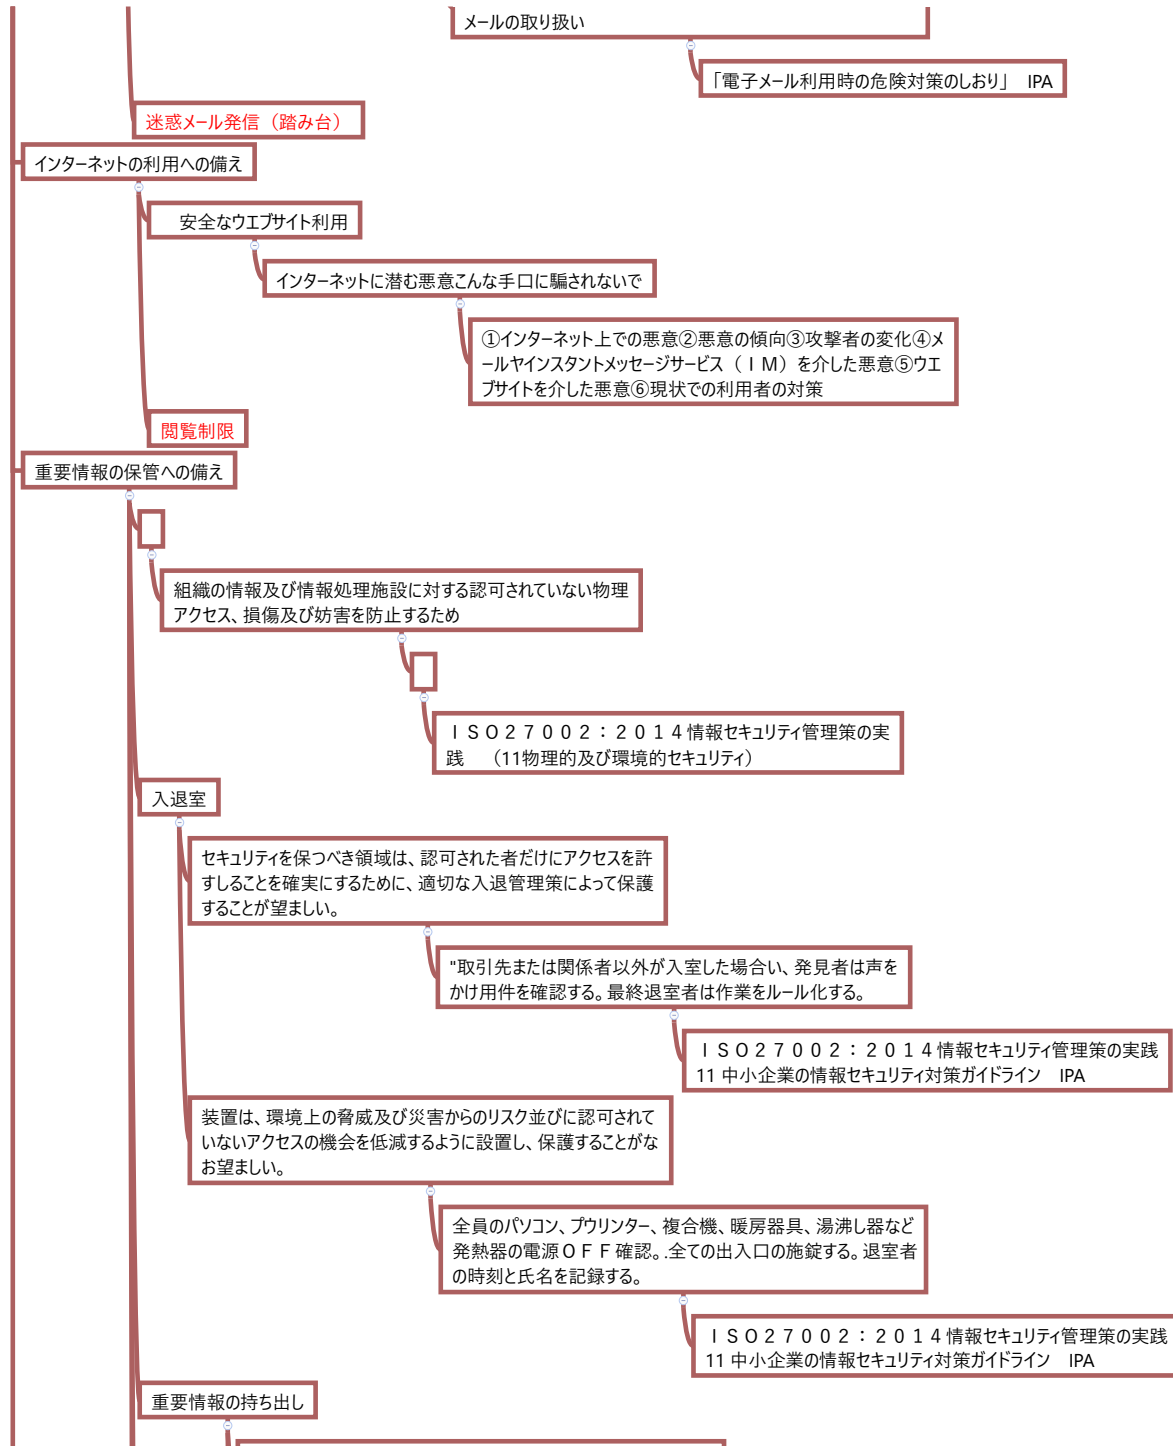 メールの取り扱い
「電子メール利用時の危険対策のしおり」　IPA
迷惑メール発信（踏み台）
インターネットの利用への備え
安全なウエブサイト利用
インターネットに潜む悪意こんな手口に騙されないで
①インターネット上での悪意②悪意の傾向③攻撃者の変化④メ
ールヤインスタントメッセージサービス（ＩＭ）を介した悪意⑤ウエ
ブサイトを介した悪意⑥現状での利用者の対策
閲覧制限
重要情報の保管への備え
組織の情報及び情報処理施設に対する認可されていない物理
アクセス、損傷及び妨害を防止するため
ＩＳＯ２７００２：２０１４情報セキュリティ管理策の実
践　（11物理的及び環境的セキュリティ）
入退室
セキュリティを保つべき領域は、認可された者だけにアクセスを許
すしることを確実にするために、適切な入退管理策によって保護
することが望ましい。
"取引先または関係者以外が入室した場合い、発見者は声を
かけ用件を確認する。最終退室者は作業をルール化する。
ＩＳＯ２７００２：２０１４情報セキュリティ管理策の実践
11 中小企業の情報セキュリティ対策ガイドライン　IPA
装置は、環境上の脅威及び災害からのリスク並びに認可されて
いないアクセスの機会を低減するように設置し、保護することがな
お望ましい。
全員のパソコン、プウリンター、複合機、暖房器具、湯沸し器など
発熱器の電源ＯＦＦ確認。.全ての出入口の施錠する。退室者
の時刻と氏名を記録する。
ＩＳＯ２７００２：２０１４情報セキュリティ管理策の実践
11 中小企業の情報セキュリティ対策ガイドライン　IPA
重要情報の持ち出し